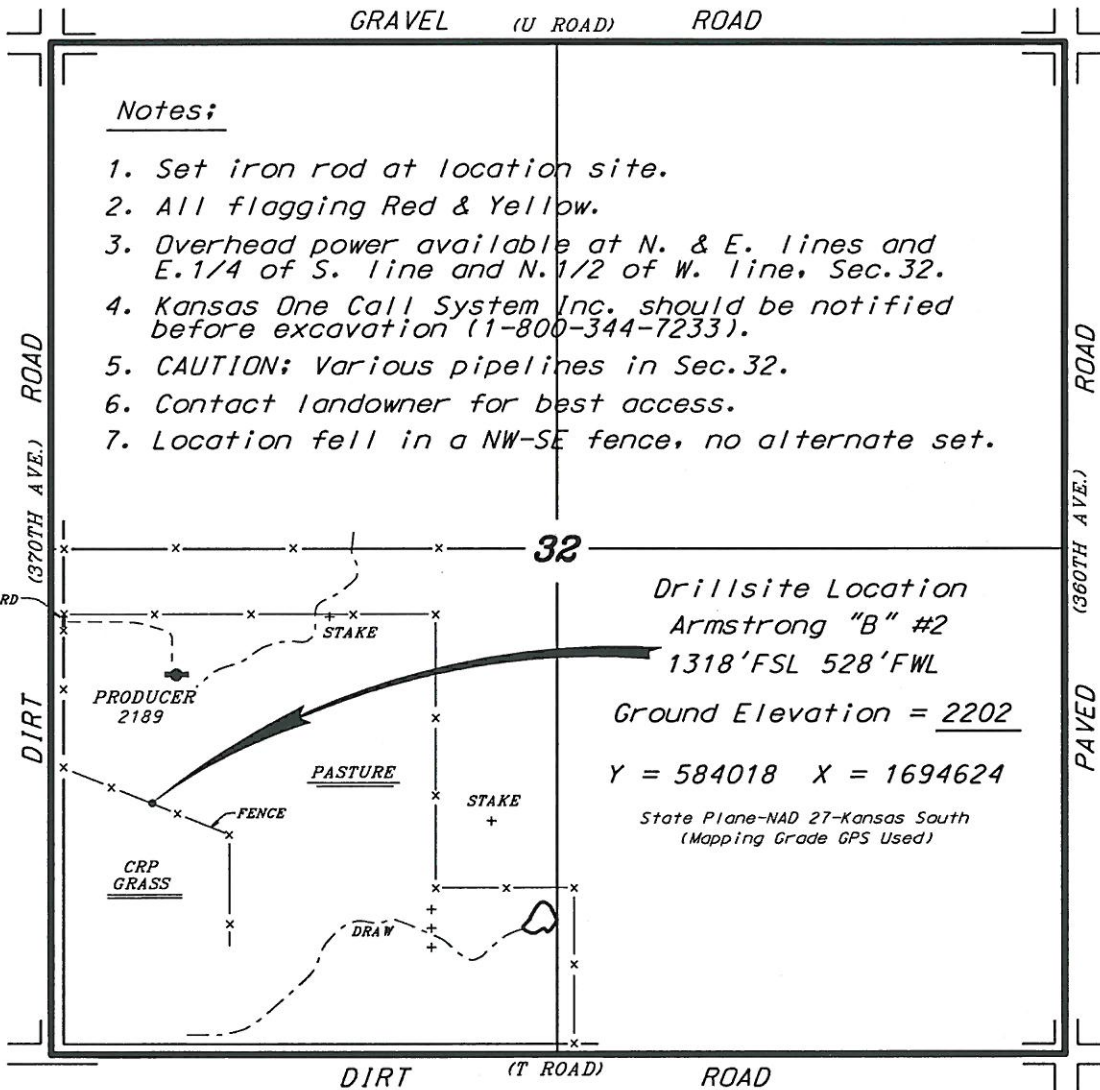 GRAVEL (U ROAD) ROAD
Notes:
1. Set iron rod at location site.
2. All flagging Red & Yellow.
3. Overhead power available at N. & E. lines and
E.1/4 of S. line and N.1/2 of W. line, Sec.32.
4. Kansas One Call System Inc. should be notified
before excavation (1-800-344-7233).
5. CAUTION: Various pipelines in Sec.32.
6. Contact landowner for best access.
7. Location fell in a NW-SE fence, no alternate set.
DIRT (370TH AVE.) ROAD
PAVED (360TH AVE.) ROAD
32
RD
STAKE
PRODUCER
2189
Drillsite Location
Armstrong "B" #2
1318'FSL 528'FWL
Ground Elevation = 2202
Y = 584018 X = 1694624
State Plane-NAD 27-Kansas South
(Mapping Grade GPS Used)
PASTURE
STAKE
FENCE
CRP
GRASS
DRAW
DIRT (T ROAD) ROAD